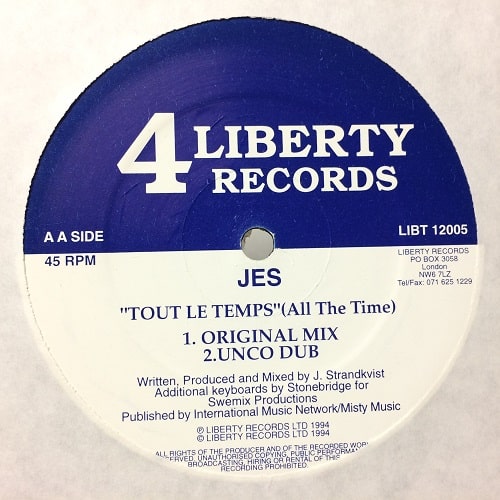 4 LIBERTY
RECORDS
A A SIDE
LIBT 12005
45 RPM
LIBERTY RECORDS
PO BOX 3058
London
NW6 7LZ
Tel/Fax: 071 625 1229
JES
"TOUT LE TEMPS"(All The Time)
1. ORIGINAL MIX
2.UNCO DUB
Written, Produced and Mixed by J. Strandkvist
Additional keyboards by Stonebridge for
Swemix Productions
Published by International Music Network/Misty Music
℗ LIBERTY RECORDS LTD 1994
© LIBERTY RECORDS LTD 1994
ALL RIGHTS OF THE PRODUCER AND OF THE RECORDED WORK
RESERVED. UNAUTHORISED COPYING, PUBLIC PERFORMANCE
BROADCASTING, HIRING OR RENTAL OF THIS
RECORDING PROHIBITED.